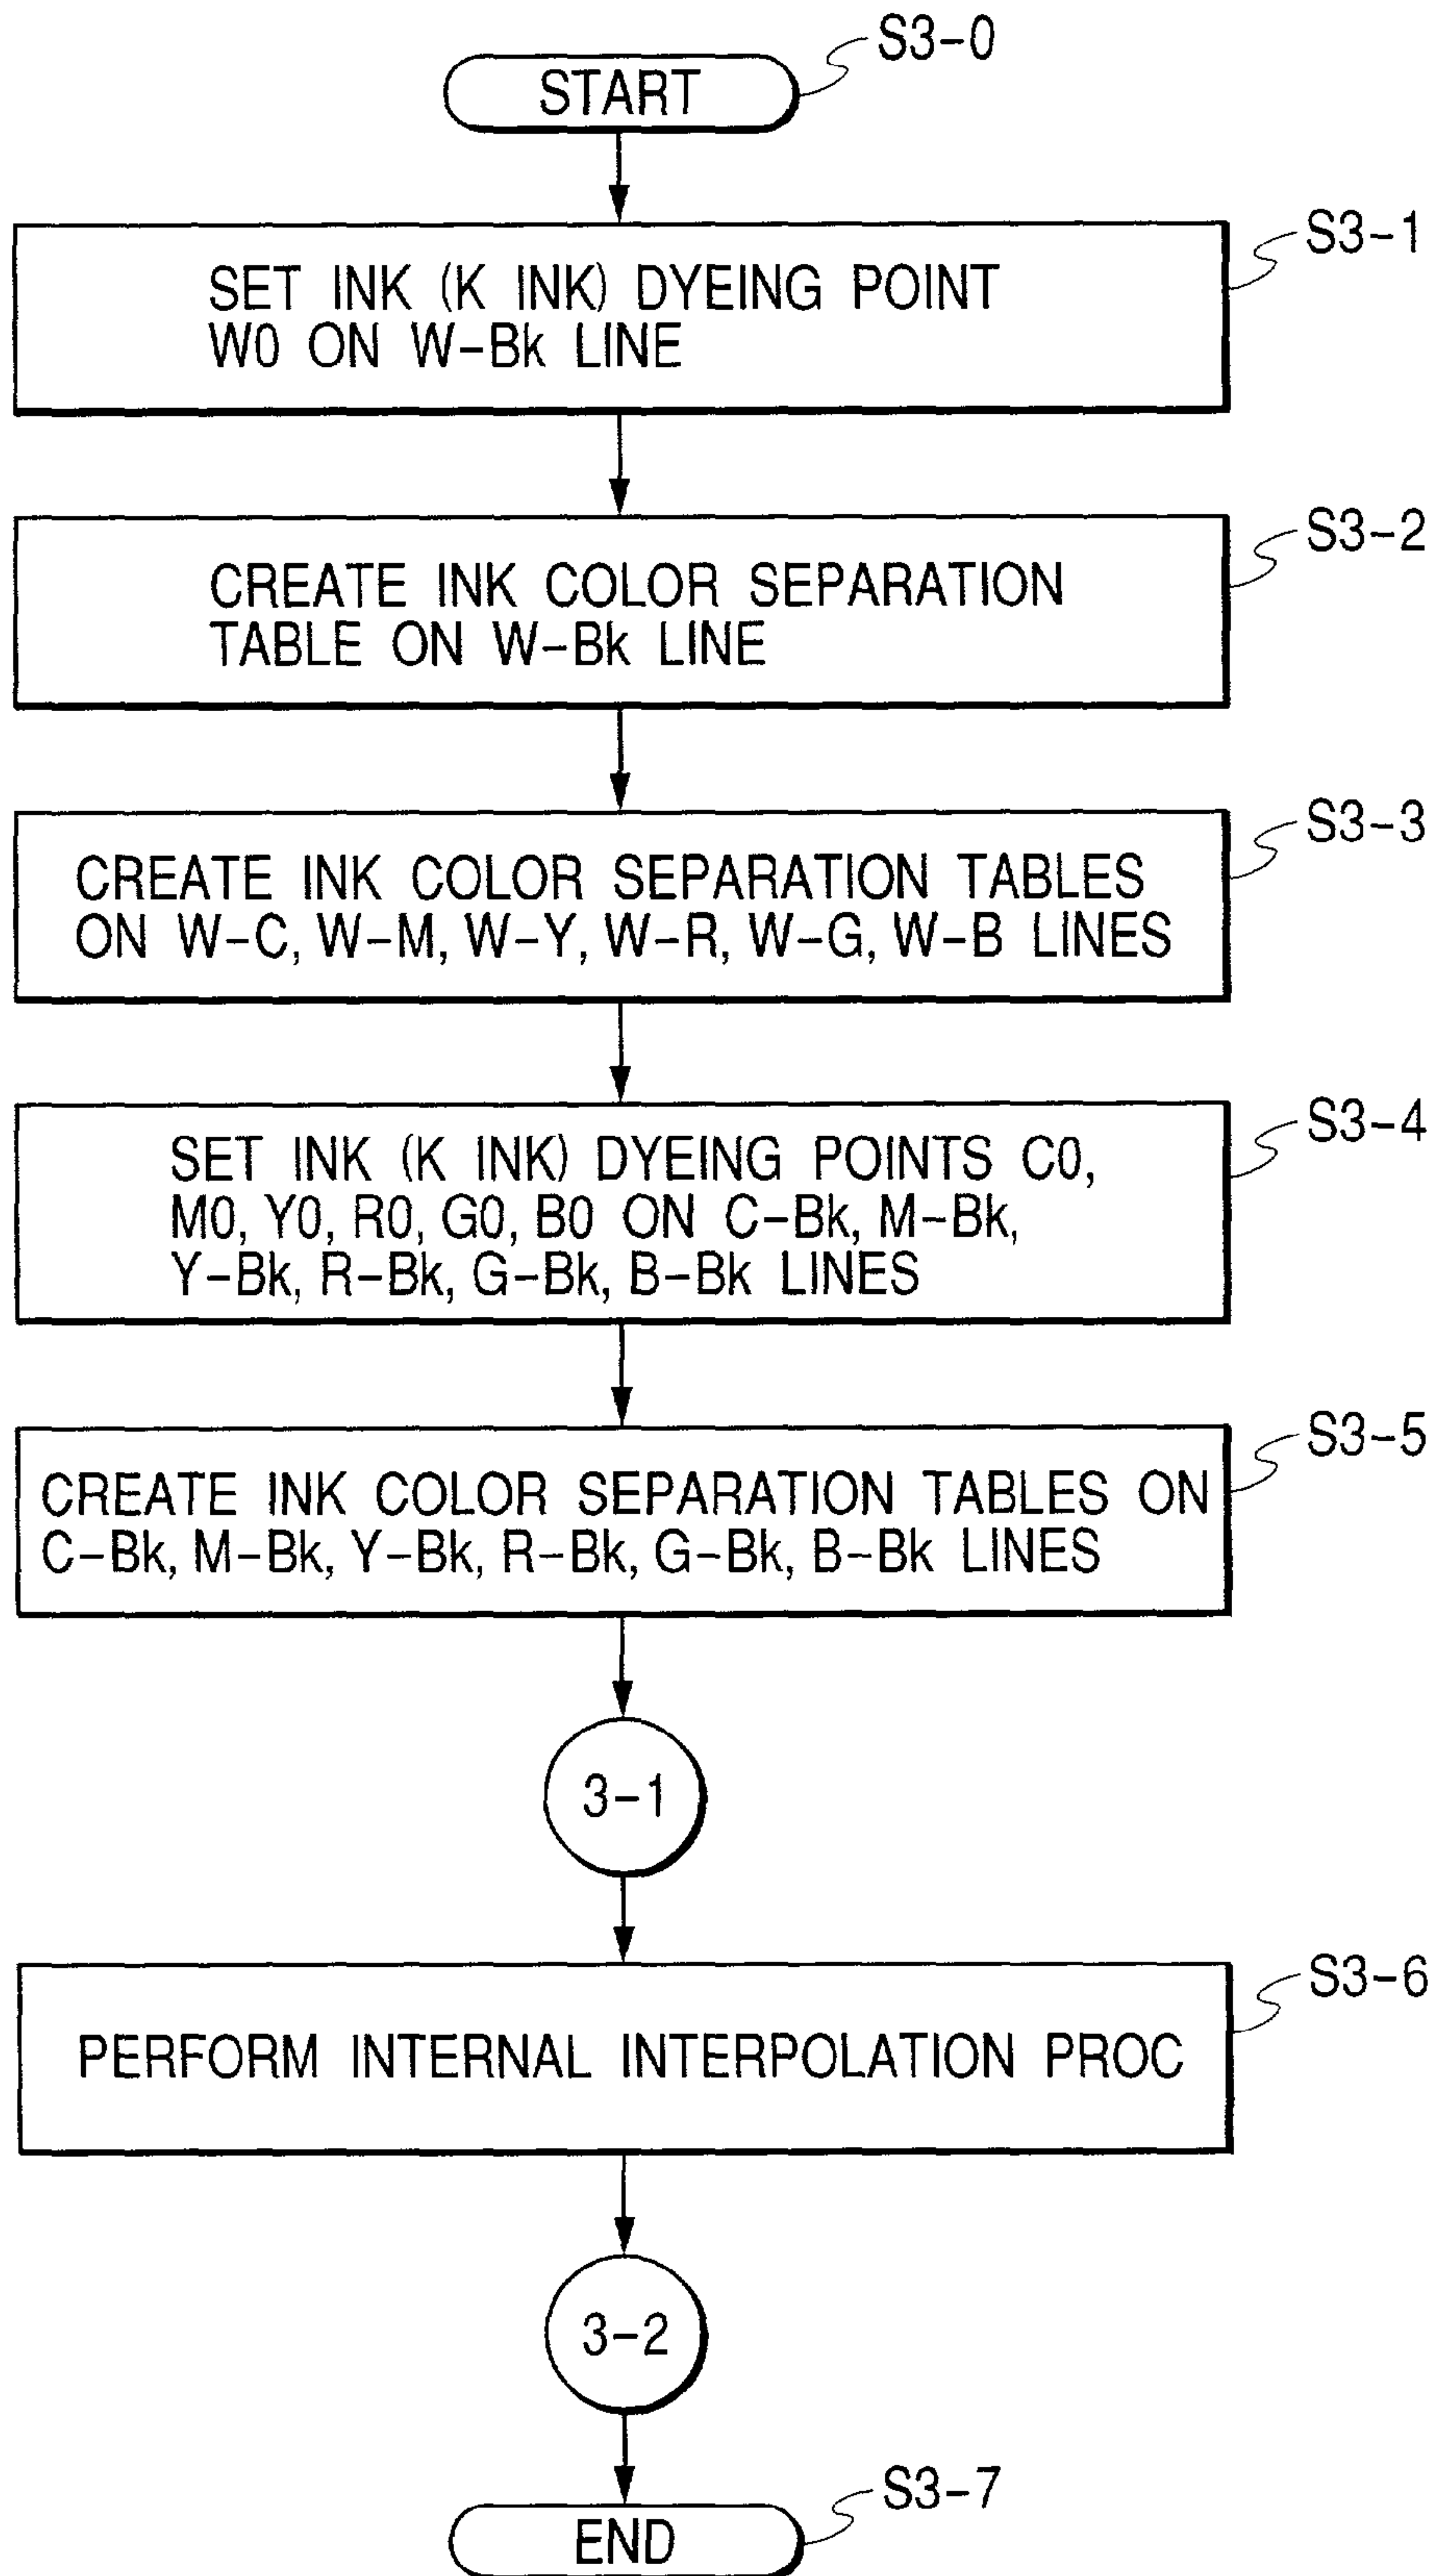 S3-0
START
S3-1
SET INK (K INK) DYEING POINT
W0 ON W-Bk LINE
S3-2
CREATE INK COLOR SEPARATION
TABLE ON W-Bk LINE
S3-3
CREATE INK COLOR SEPARATION TABLES
ON W-C, W-M, W-Y, W-R, W-G, W-B LINES
S3-4
SET INK (K INK) DYEING POINTS C0,
M0, Y0, R0, G0, B0 ON C-Bk, M-Bk,
Y-Bk, R-Bk, G-Bk, B-Bk LINES
S3-5
CREATE INK COLOR SEPARATION TABLES ON
C-Bk, M-Bk, Y-Bk, R-Bk, G-Bk, B-Bk LINES
3-1
S3-6
PERFORM INTERNAL INTERPOLATION PROC
3-2
S3-7
END